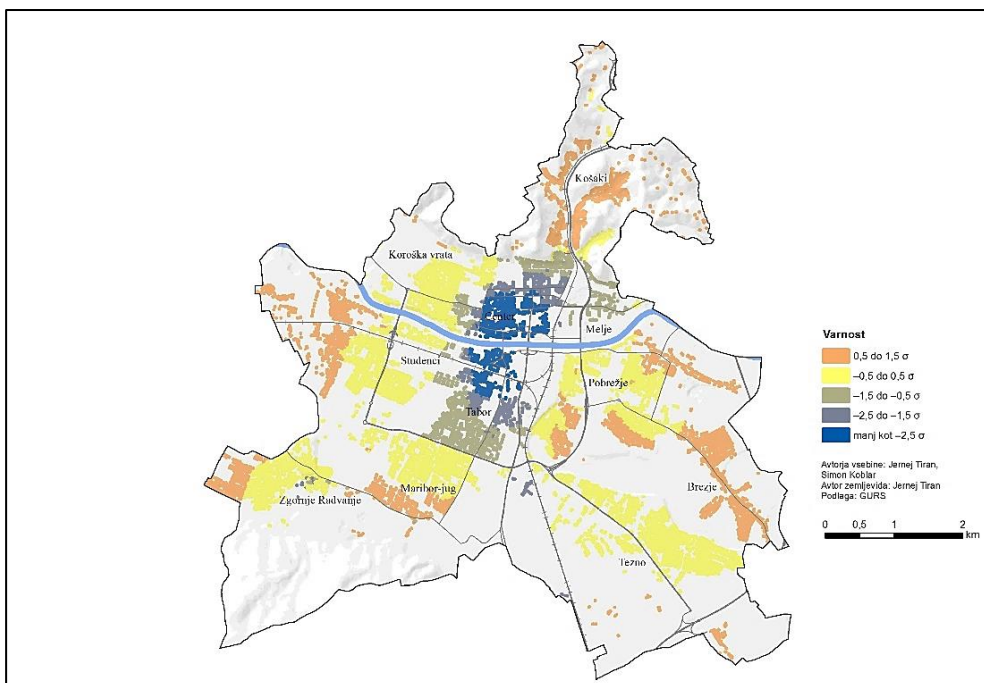 Košaki
Koroška vrata
Center
Melje
Studenci
Pobrežje
Tabor
Zgornje Radvanje
Maribor-jug
Brezje
Tezno
Varnost
0,5 do 1,5 σ
–0,5 do 0,5 σ
–1,5 do –0,5 σ
–2,5 do –1,5 σ
manj kot –2,5 σ
Avtorja vsebine: Jernej Tiran,
Simon Koblar
Avtor zemljevida: Jernej Tiran
Podlaga: GURS
0 0,5 1 2
km